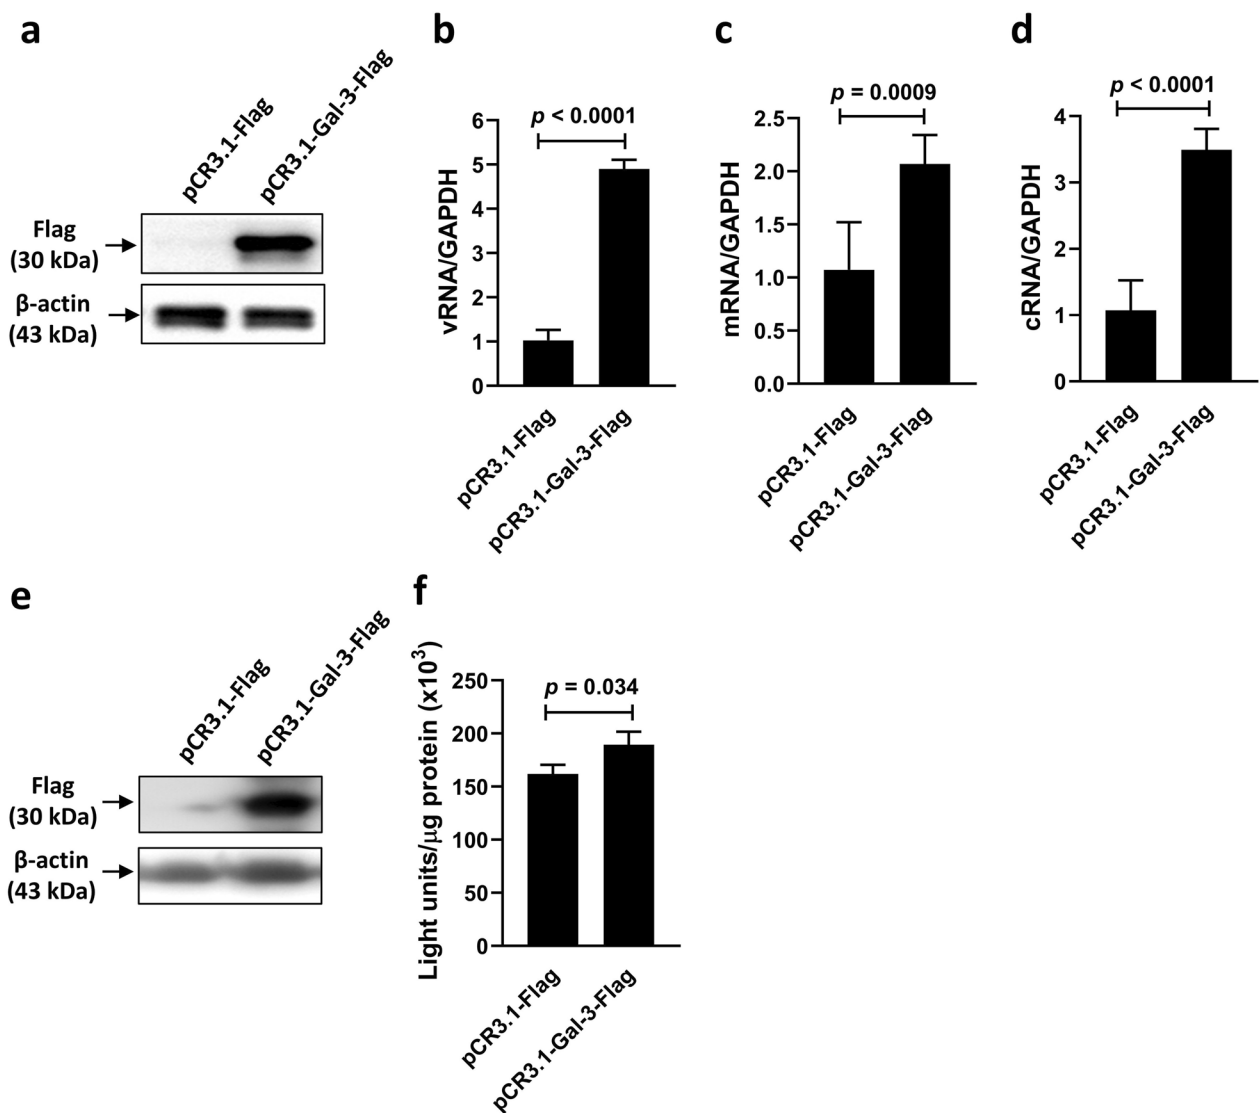 a
pCR3.1-Flag
pCR3.1-Gal-3-Flag
Flag
(30 kDa)
β-actin
(43 kDa)
b
p < 0.0001
vRNA/GAPDH
6
5
4
3
2
1
0
pCR3.1-Flag
pCR3.1-Gal-3-Flag
c
p = 0.0009
mRNA/GAPDH
2.5
2.0
1.5
1.0
0.5
0.0
pCR3.1-Flag
pCR3.1-Gal-3-Flag
d
p < 0.0001
cRNA/GAPDH
4
3
2
1
0
pCR3.1-Flag
pCR3.1-Gal-3-Flag
e
pCR3.1-Flag
pCR3.1-Gal-3-Flag
Flag
(30 kDa)
β-actin
(43 kDa)
f
p = 0.034
Light units/μg protein (x10³)
250
200
150
100
50
0
pCR3.1-Flag
pCR3.1-Gal-3-Flag